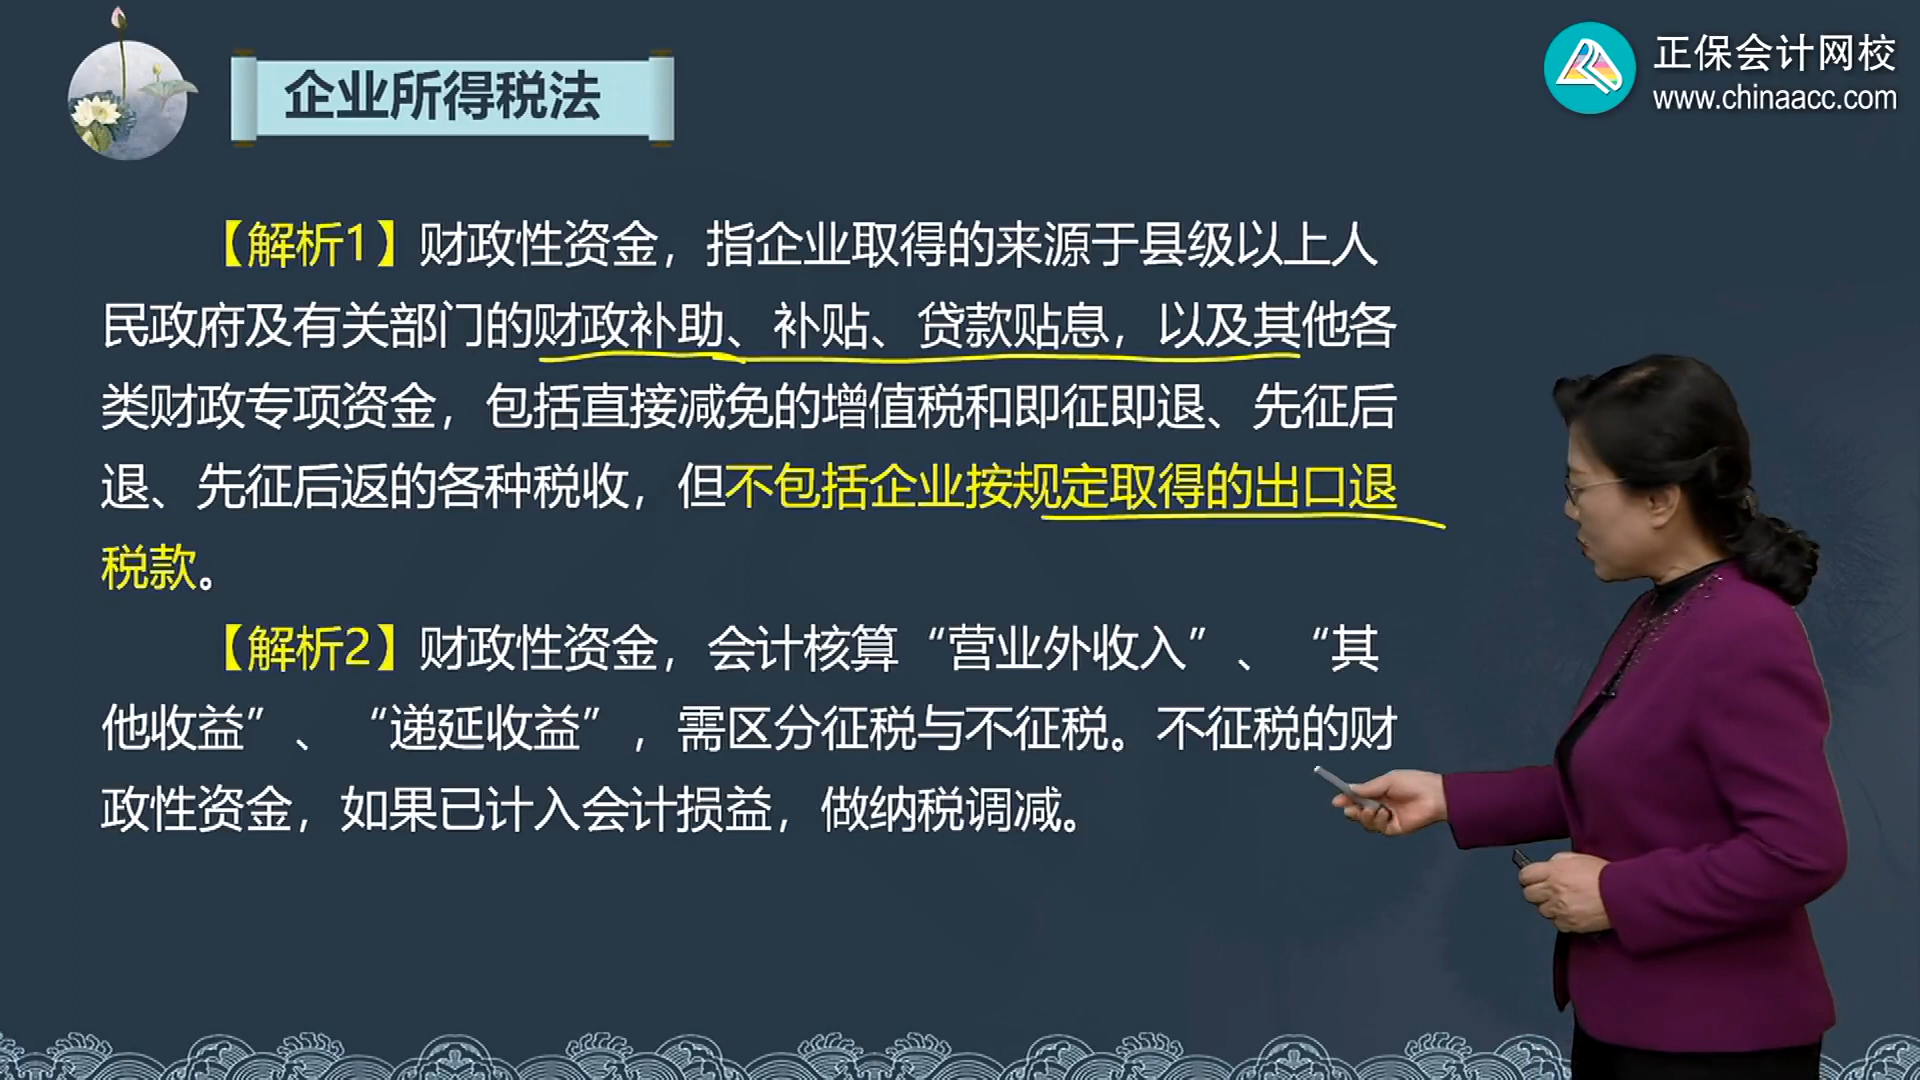 企业所得税法
正保会计网校
www.chinaacc.com
【解析1】财政性资金，指企业取得的来源于县级以上人
民政府及有关部门的财政补助、补贴、贷款贴息，以及其他各
类财政专项资金，包括直接减免的增值税和即征即退、先征后
退、先征后返的各种税收，但不包括企业按规定取得的出口退
税款。
【解析2】财政性资金，会计核算“营业外收入”、“其
他收益”、“递延收益”，需区分征税与不征税。不征税的财
政性资金，如果已计入会计损益，做纳税调减。